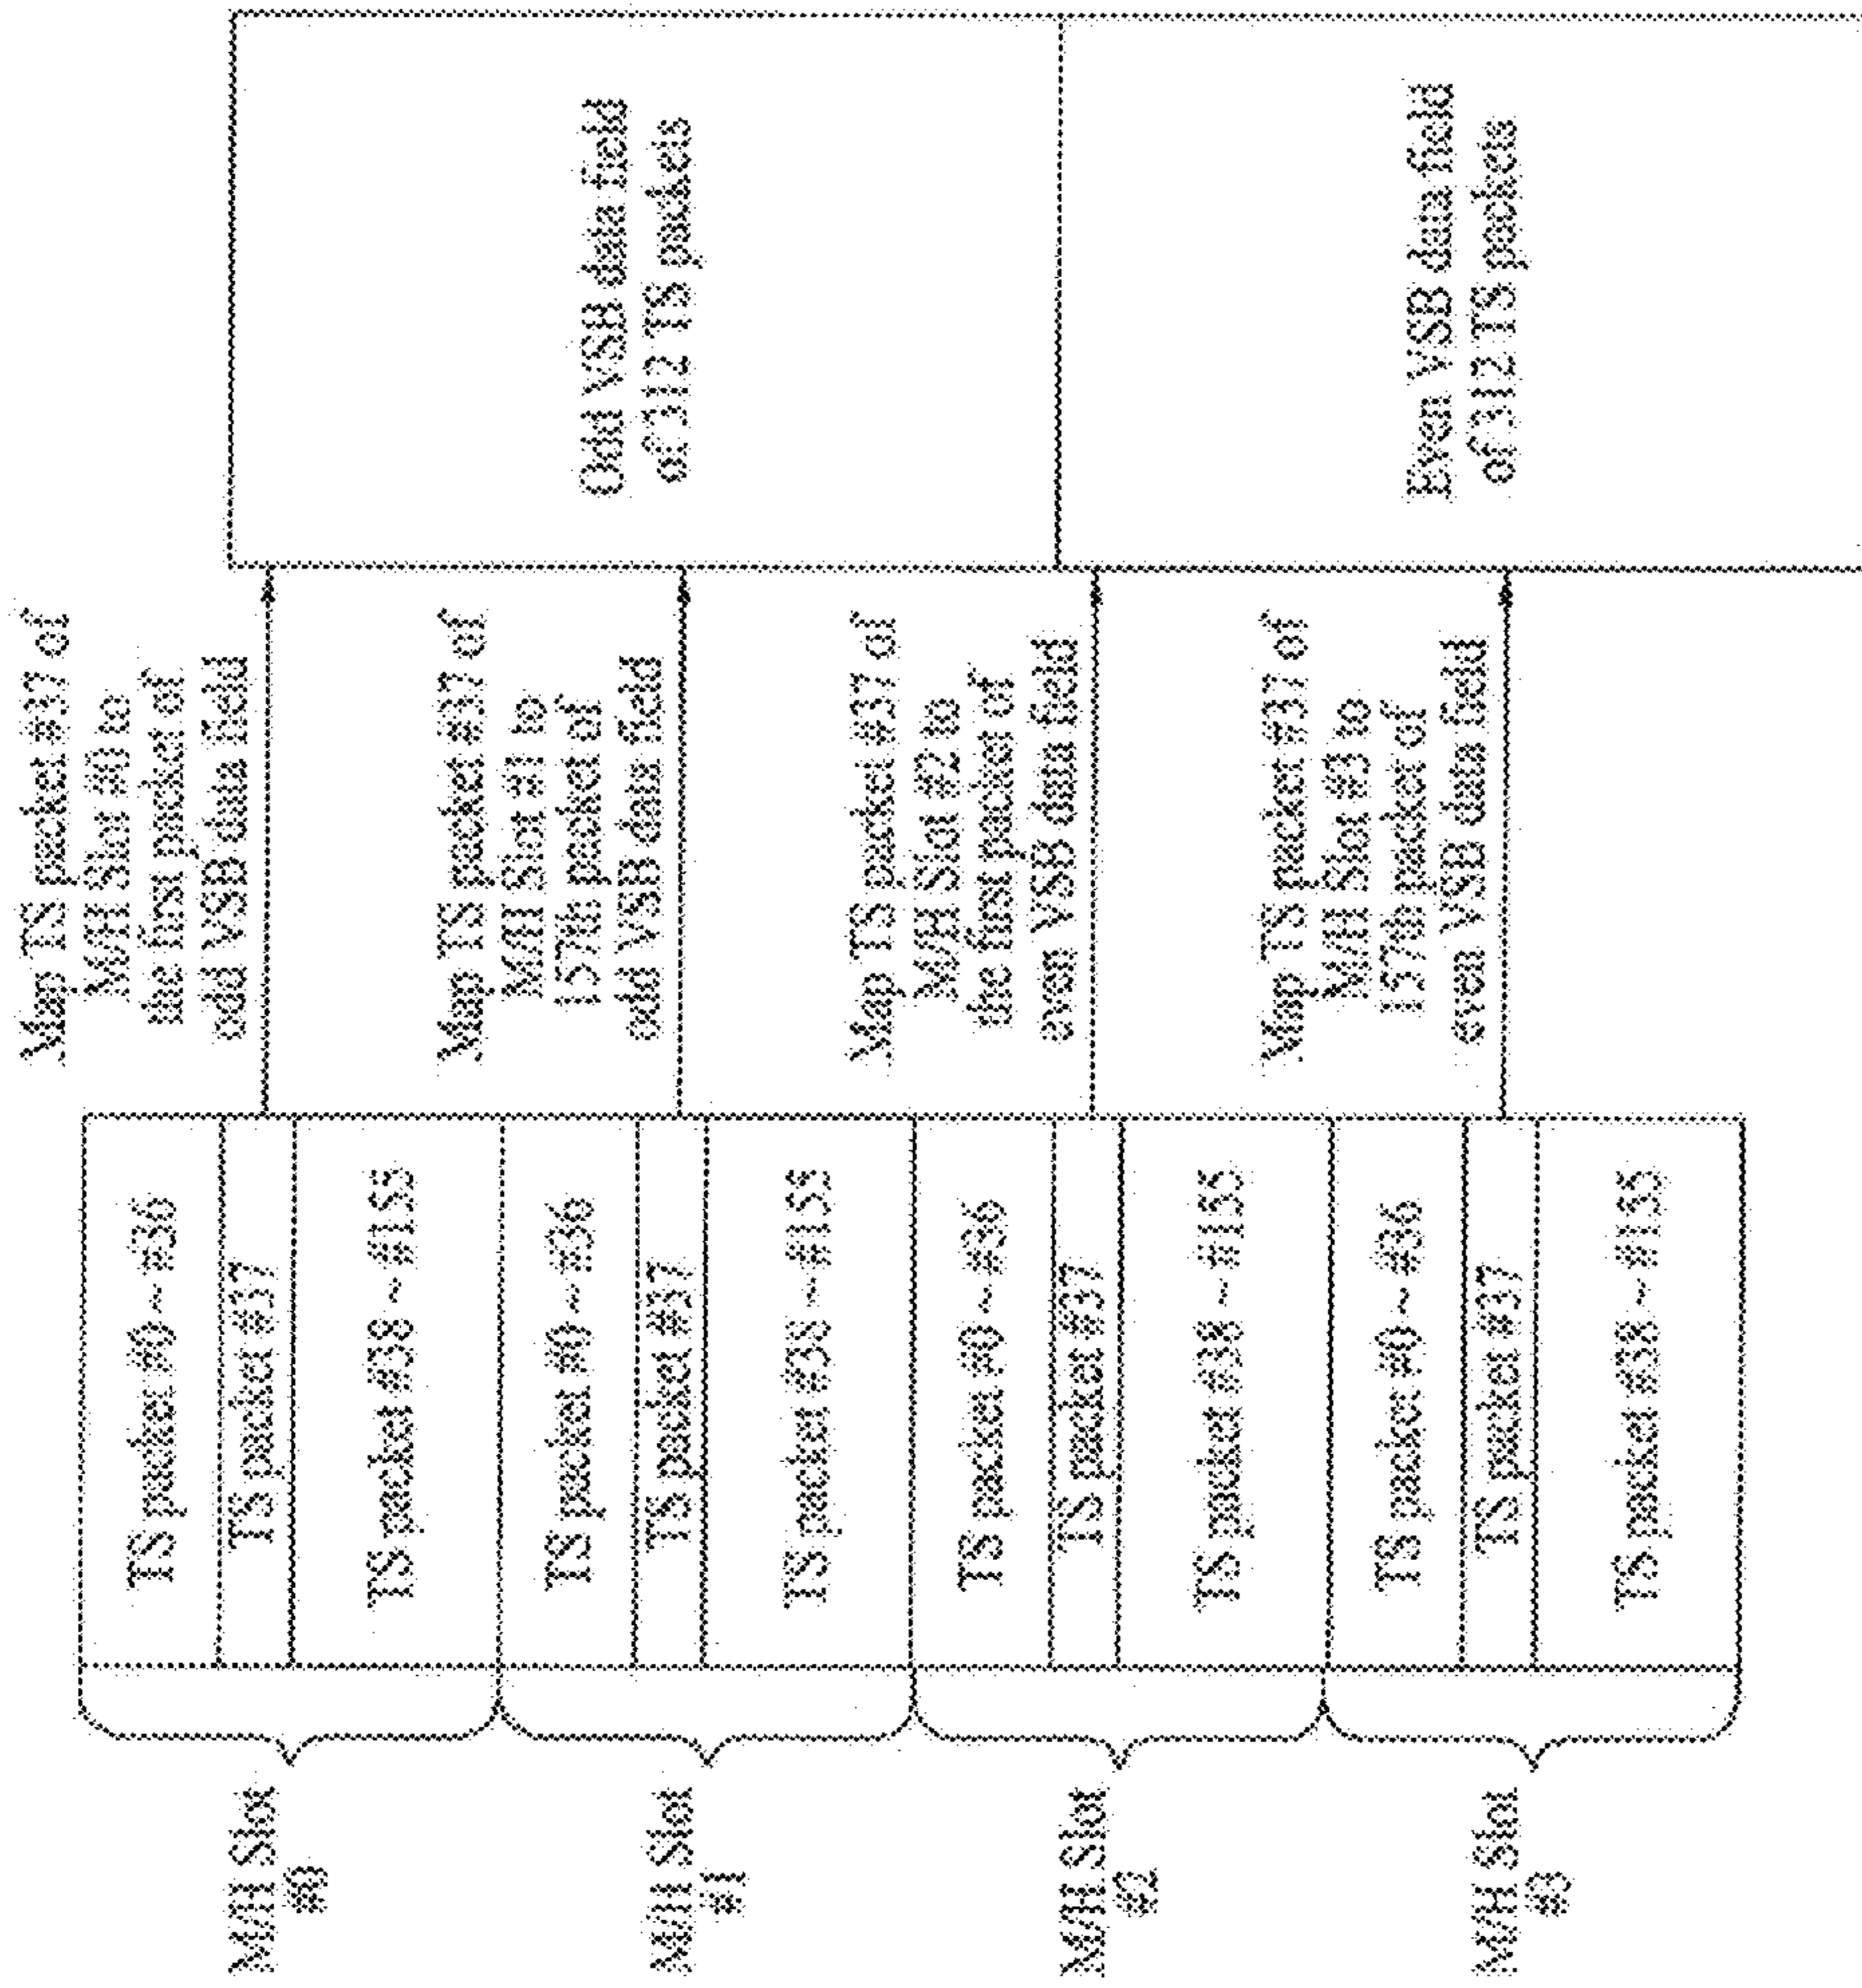 M/H Slot
#0
TS packet #0 ~ #36
TS packet #37
TS packet #38 ~ #155
Map TS packet #37 of
M/H Slot #0 to
the first packet of
odd VSB data field
M/H Slot
#1
TS packet #0 ~ #36
TS packet #37
TS packet #38 ~ #155
Map TS packet #37 of
M/H Slot #1 to
157th packet of
odd VSB data field
Odd VSB data field
of 312 TS packets
M/H Slot
#2
TS packet #0 ~ #36
TS packet #37
TS packet #38 ~ #155
Map TS packet #37 of
M/H Slot #2 to
the first packet of
even VSB data field
M/H Slot
#3
TS packet #0 ~ #36
TS packet #37
TS packet #38 ~ #155
Map TS packet #37 of
M/H Slot #3 to
157th packet of
even VSB data field
Even VSB data field
of 312 TS packets